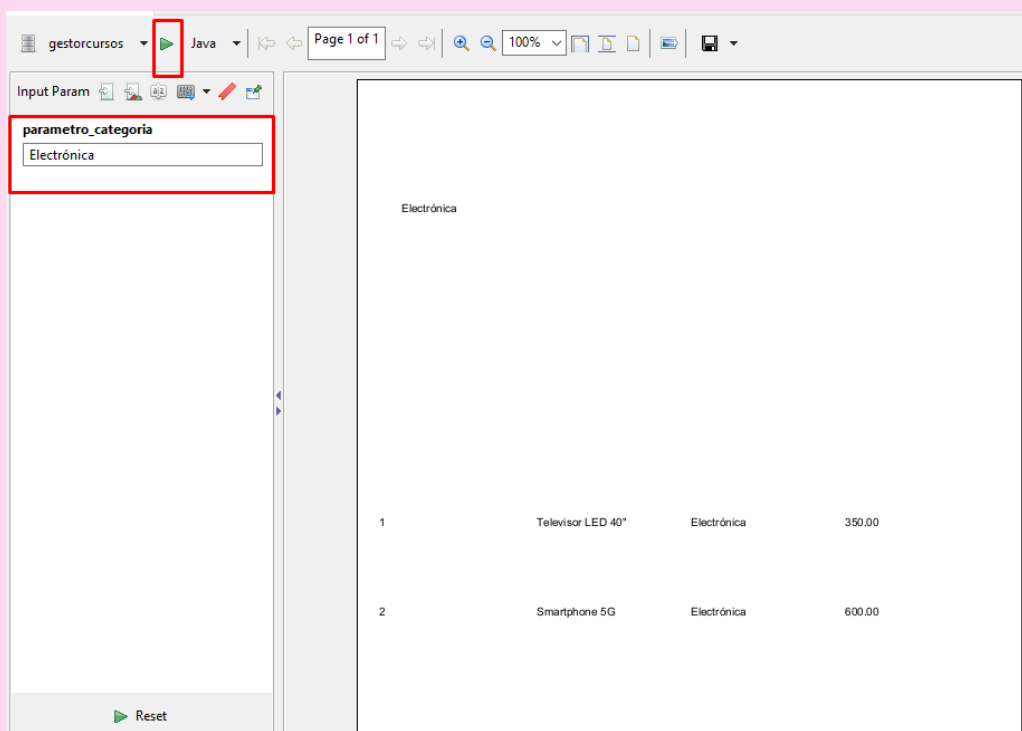 gestorcursos Java Page 1 of 1 100%
Input Param
parametro_categoria
Electrónica
Electrónica
1 Televisor LED 40" Electrónica 350.00
2 Smartphone 5G Electrónica 600.00
Reset